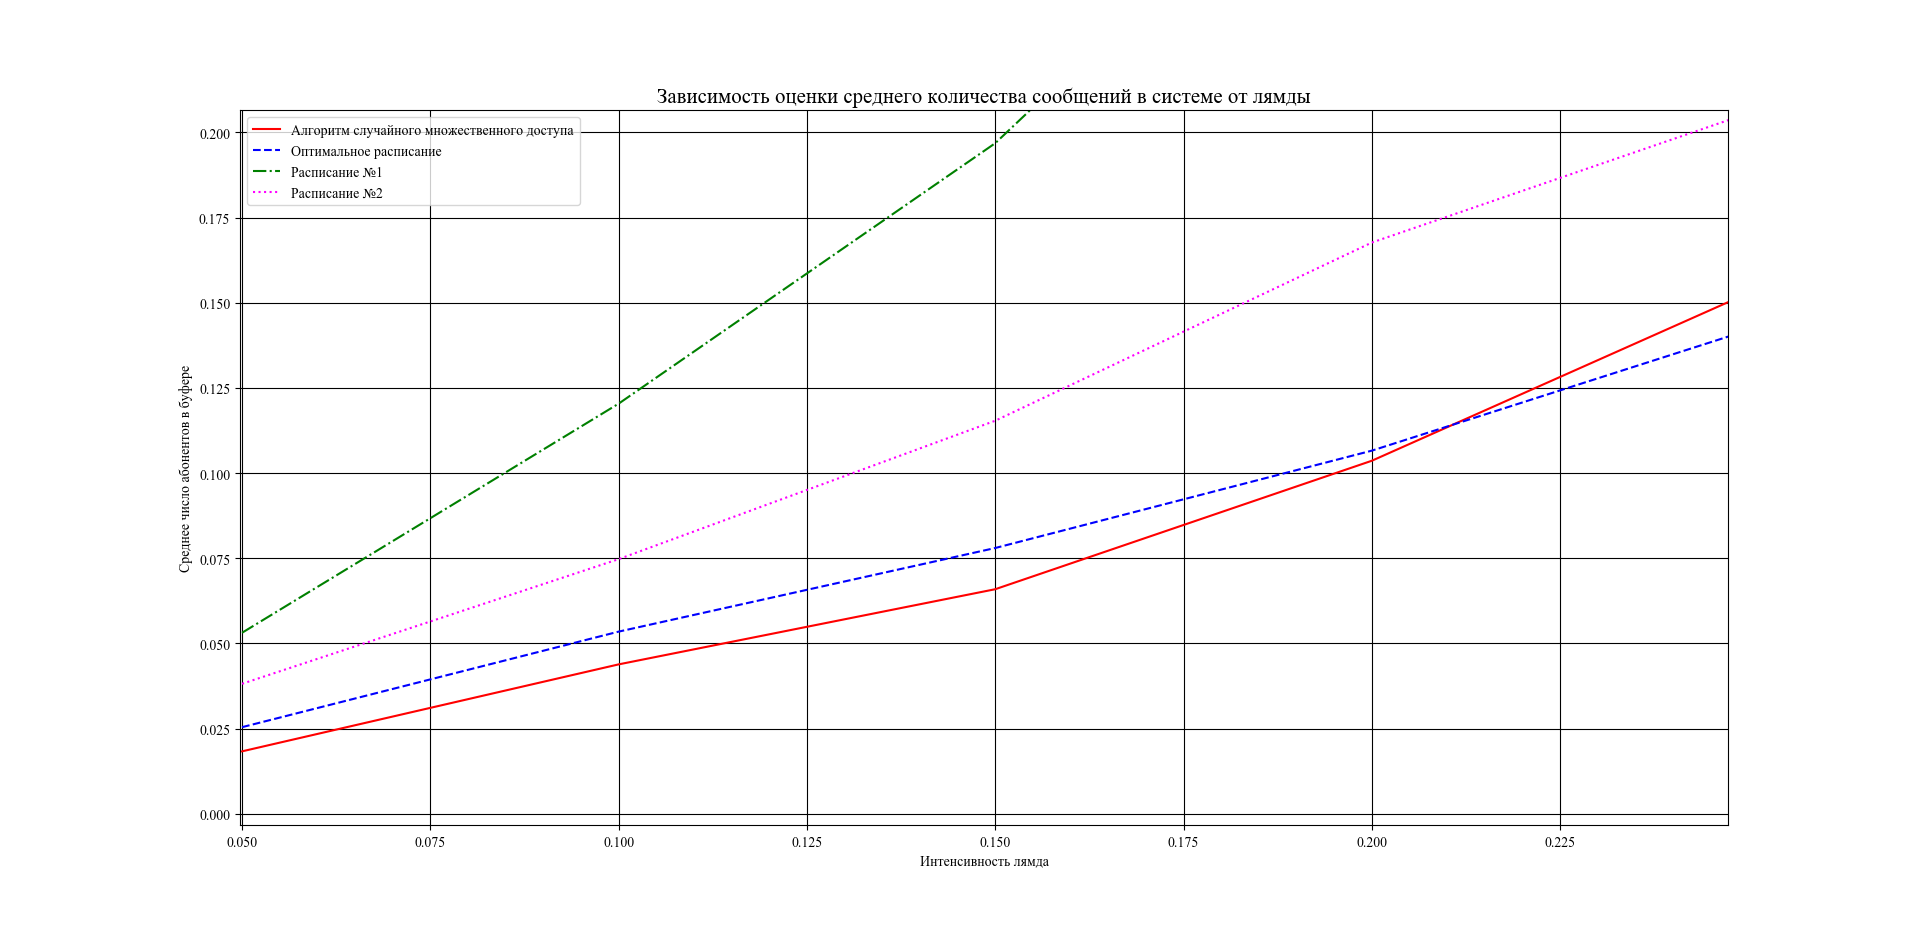 Зависимость оценки среднего количества сообщений в системе от лямды
Алгоритм случайного множественного доступа
Оптимальное расписание
Расписание №1
Расписание №2
Среднее число абонентов в буфере
0.200
0.175
0.150
0.125
0.100
0.075
0.050
0.025
0.000
0.050 0.075 0.100 0.125 0.150 0.175 0.200 0.225
Интенсивность лямда